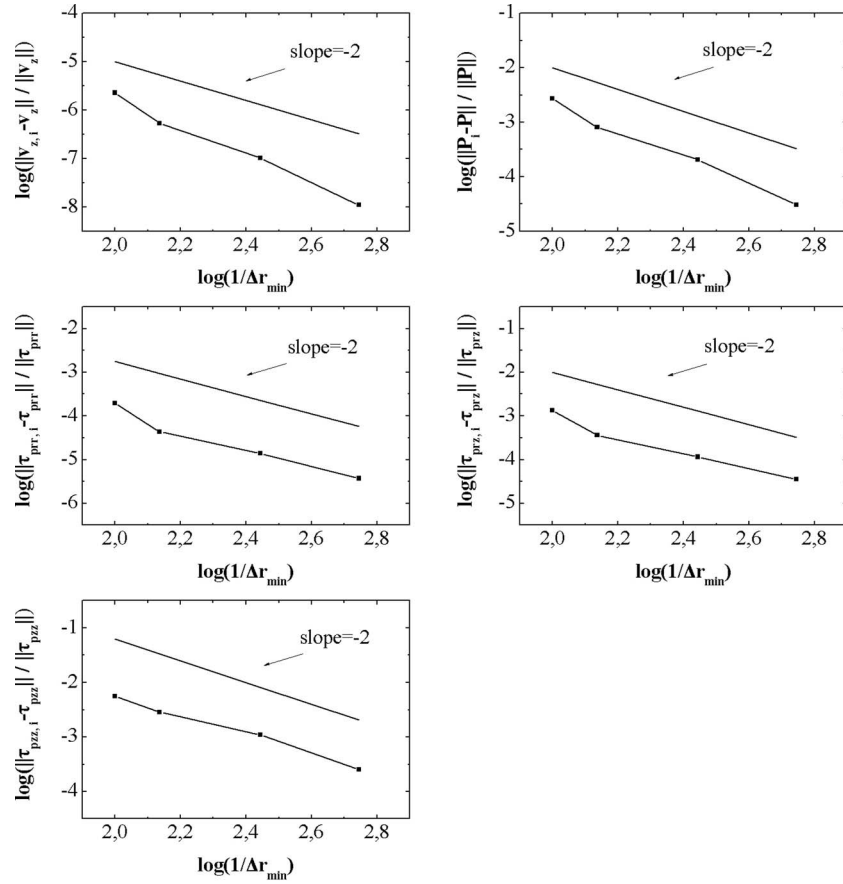 -4
-5
-6
-7
-8
slope=-2
2,0 2,2 2,4 2,6 2,8
log(1/Δr_min)
log(||v_z,i-v_z|| / ||v_z||)
-1
-2
-3
-4
-5
slope=-2
2,0 2,2 2,4 2,6 2,8
log(1/Δr_min)
log(||P_i-P|| / ||P||)
-2
-3
-4
-5
-6
slope=-2
2,0 2,2 2,4 2,6 2,8
log(1/Δr_min)
log(||τ_prr,i-τ_prr|| / ||τ_prr||)
-1
-2
-3
-4
-5
slope=-2
2,0 2,2 2,4 2,6 2,8
log(1/Δr_min)
log(||τ_prz,i-τ_prz|| / ||τ_prz||)
-1
-2
-3
-4
slope=-2
2,0 2,2 2,4 2,6 2,8
log(1/Δr_min)
log(||τ_pzz,i-τ_pzz|| / ||τ_pzz||)